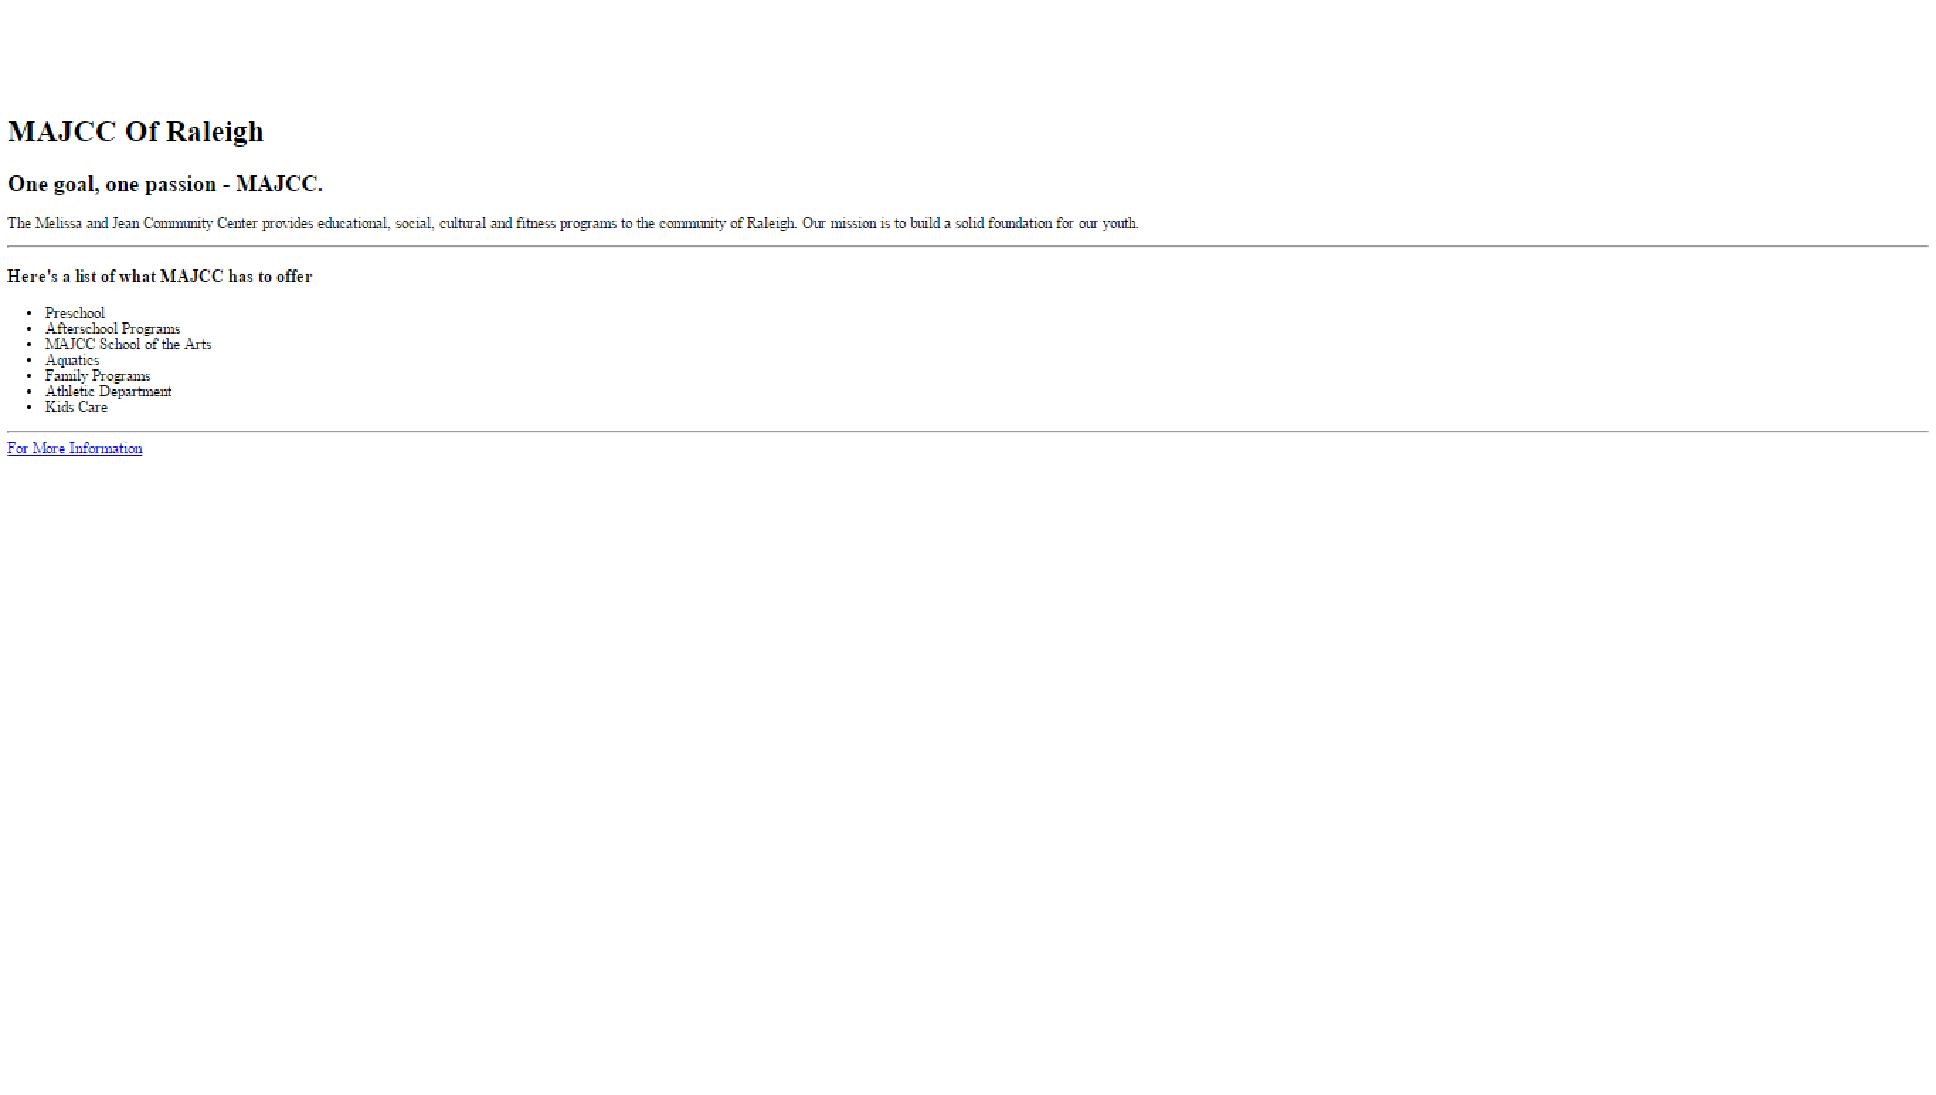 MAJCC Of Raleigh
One goal, one passion - MAJCC.
The Melissa and Jean Community Center provides educational, social, cultural and fitness programs to the community of Raleigh. Our mission is to build a solid foundation for our youth.
Here's a list of what MAJCC has to offer
• Preschool
• Afterschool Programs
• MAJCC School of the Arts
• Aquatics
• Family Programs
• Athletic Department
• Kids Care
For More Information